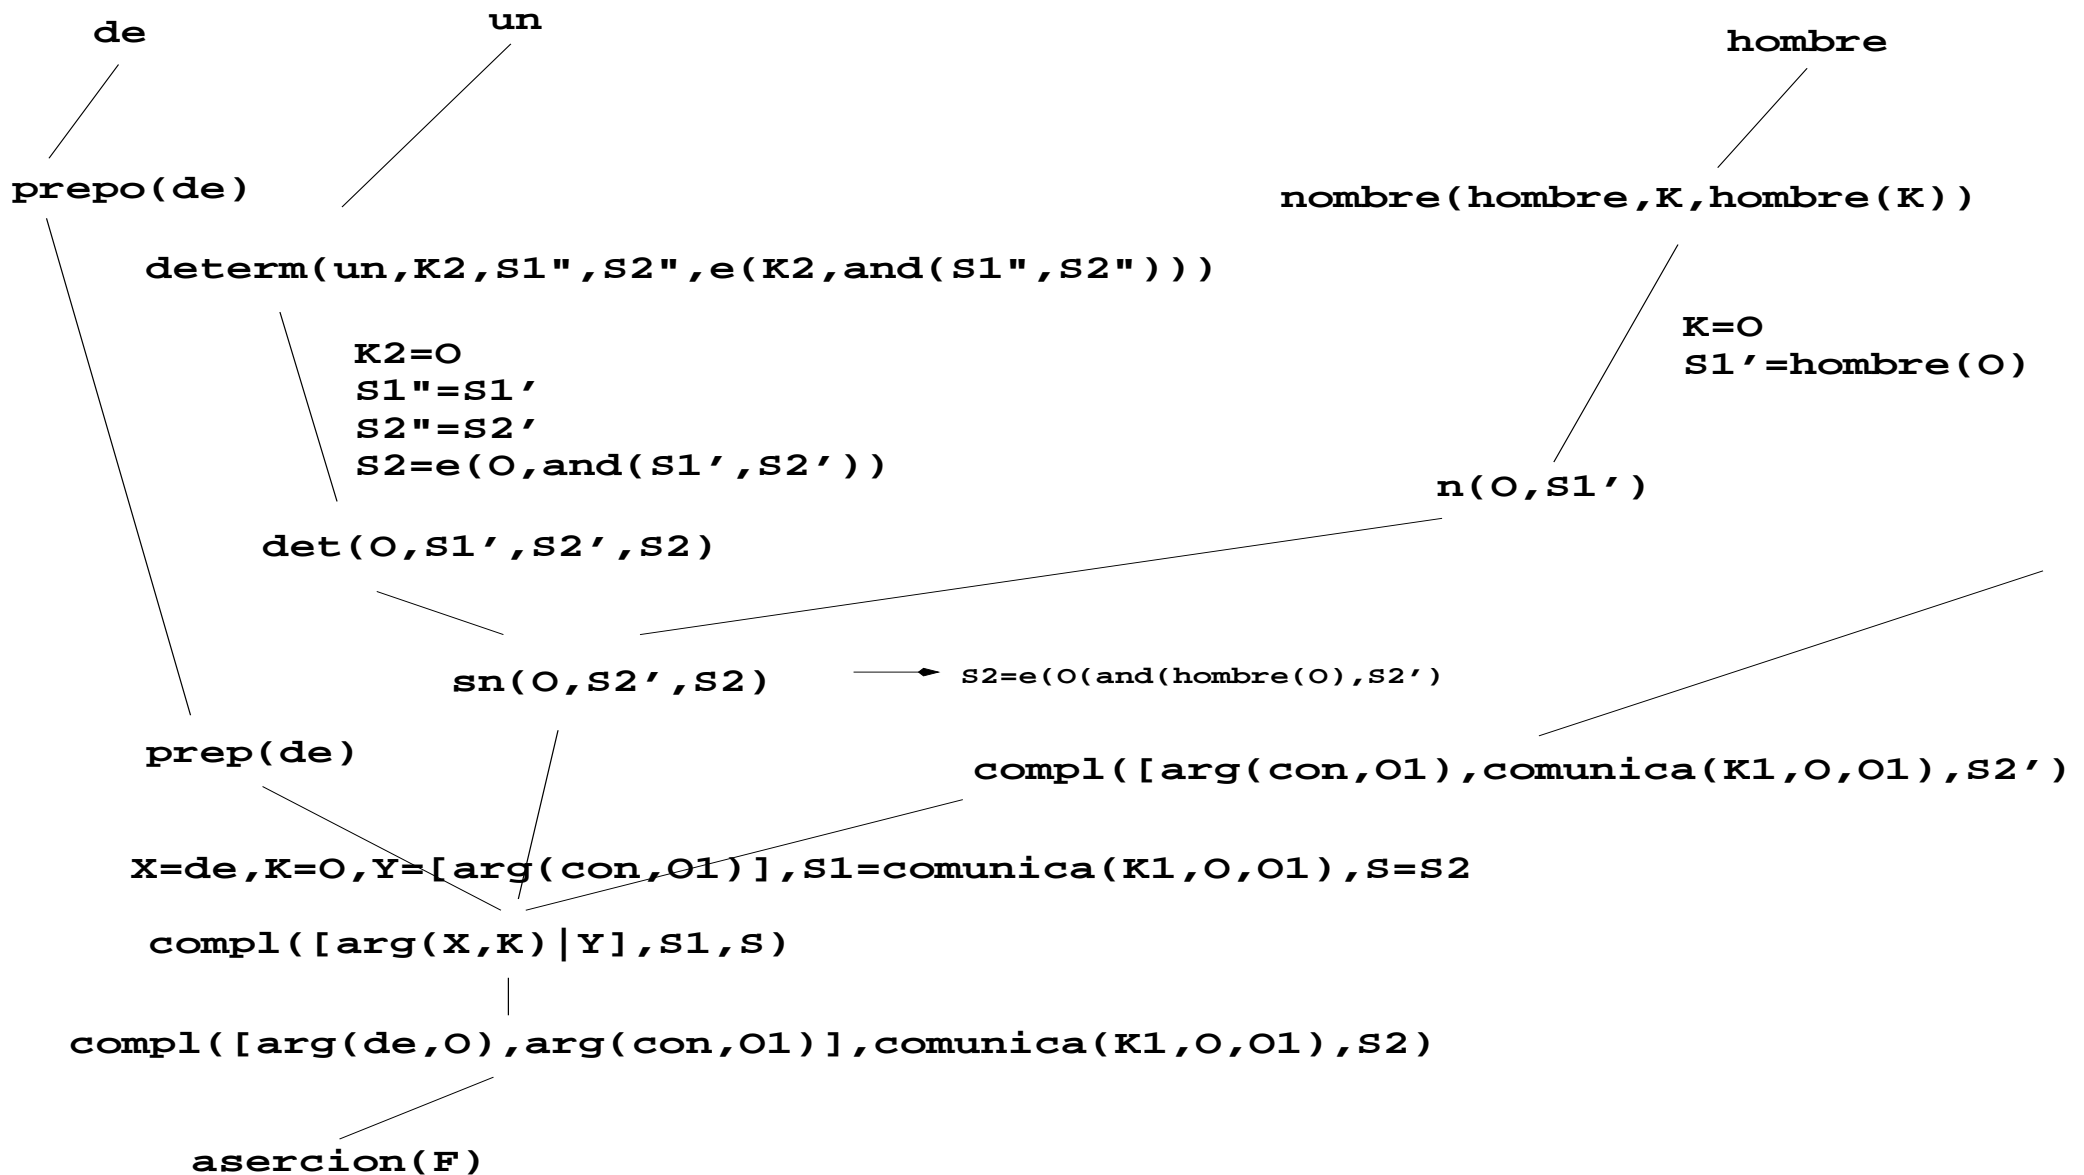 de
un
hombre
prepo(de)
nombre(hombre,K,hombre(K))
determ(un,K2,S1",S2",e(K2,and(S1",S2")))
K=O
S1'=hombre(O)
K2=O
S1"=S1'
S2"=S2'
S2=e(O,and(S1',S2'))
n(O,S1')
det(O,S1',S2',S2)
sn(O,S2',S2)
S2=e(O(and(hombre(O),S2')
prep(de)
compl([arg(con,O1),comunica(K1,O,O1),S2')
X=de,K=O,Y=[arg(con,O1)],S1=comunica(K1,O,O1),S=S2
compl([arg(X,K)|Y],S1,S)
compl([arg(de,O),arg(con,O1)],comunica(K1,O,O1),S2)
asercion(F)